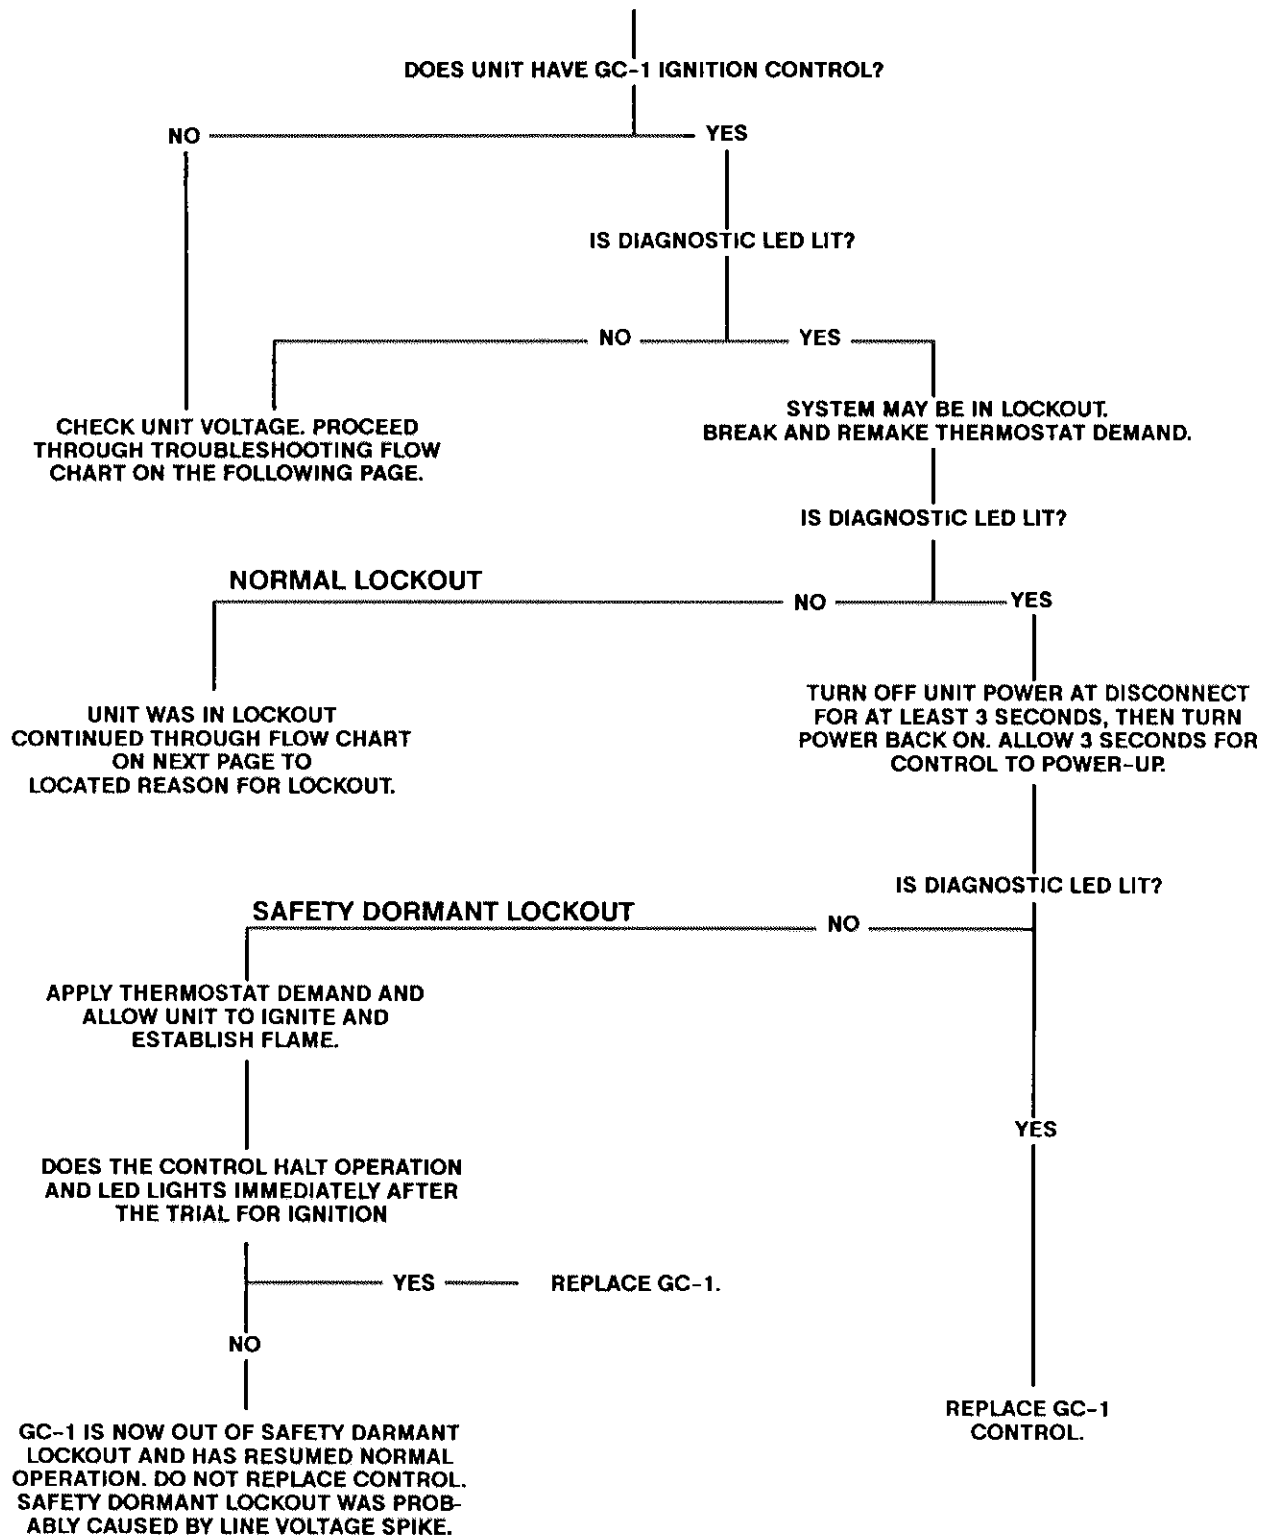 DOES UNIT HAVE GC-1 IGNITION CONTROL?
NO
YES
IS DIAGNOSTIC LED LIT?
NO
YES
CHECK UNIT VOLTAGE. PROCEED
THROUGH TROUBLESHOOTING FLOW
CHART ON THE FOLLOWING PAGE.
SYSTEM MAY BE IN LOCKOUT.
BREAK AND REMAKE THERMOSTAT DEMAND.
IS DIAGNOSTIC LED LIT?
NORMAL LOCKOUT
NO
YES
UNIT WAS IN LOCKOUT
CONTINUED THROUGH FLOW CHART
ON NEXT PAGE TO
LOCATED REASON FOR LOCKOUT.
TURN OFF UNIT POWER AT DISCONNECT
FOR AT LEAST 3 SECONDS, THEN TURN
POWER BACK ON. ALLOW 3 SECONDS FOR
CONTROL TO POWER-UP.
IS DIAGNOSTIC LED LIT?
SAFETY DORMANT LOCKOUT
NO
APPLY THERMOSTAT DEMAND AND
ALLOW UNIT TO IGNITE AND
ESTABLISH FLAME.
YES
DOES THE CONTROL HALT OPERATION
AND LED LIGHTS IMMEDIATELY AFTER
THE TRIAL FOR IGNITION
YES
REPLACE GC-1.
NO
REPLACE GC-1
CONTROL.
GC-1 IS NOW OUT OF SAFETY DARMANT
LOCKOUT AND HAS RESUMED NORMAL
OPERATION. DO NOT REPLACE CONTROL.
SAFETY DORMANT LOCKOUT WAS PROB-
ABLY CAUSED BY LINE VOLTAGE SPIKE.